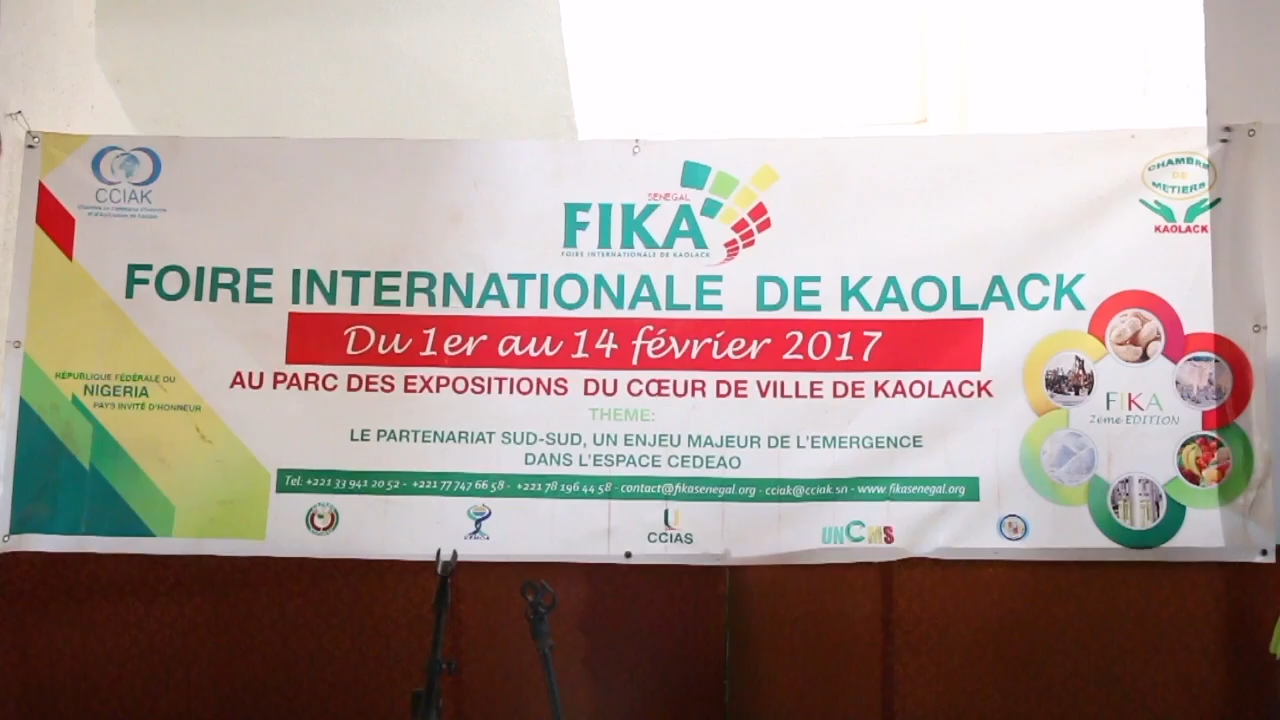 CCIAK
SENEGAL
FIKA
FOIRE INTERNATIONALE DE KAOLACK
CHAMBRE
DE
METIERS
KAOLACK
FOIRE INTERNATIONALE DE KAOLACK
Du 1er au 14 février 2017
AU PARC DES EXPOSITIONS DU CŒUR DE VILLE DE KAOLACK
RÉPUBLIQUE FÉDÉRALE DU
NIGERIA
PAYS INVITÉ D'HONNEUR
THEME:
LE PARTENARIAT SUD-SUD, UN ENJEU MAJEUR DE L'EMERGENCE
DANS L'ESPACE CEDEAO
FIKA
2eme EDITION
Tel: +221 33 941 20 52 - +221 77 747 66 58 - +221 78 196 44 58 - contact@fikasenegal.org - cciak@cciak.sn - www.fikasenegal.org
CCIAS
UNCMS